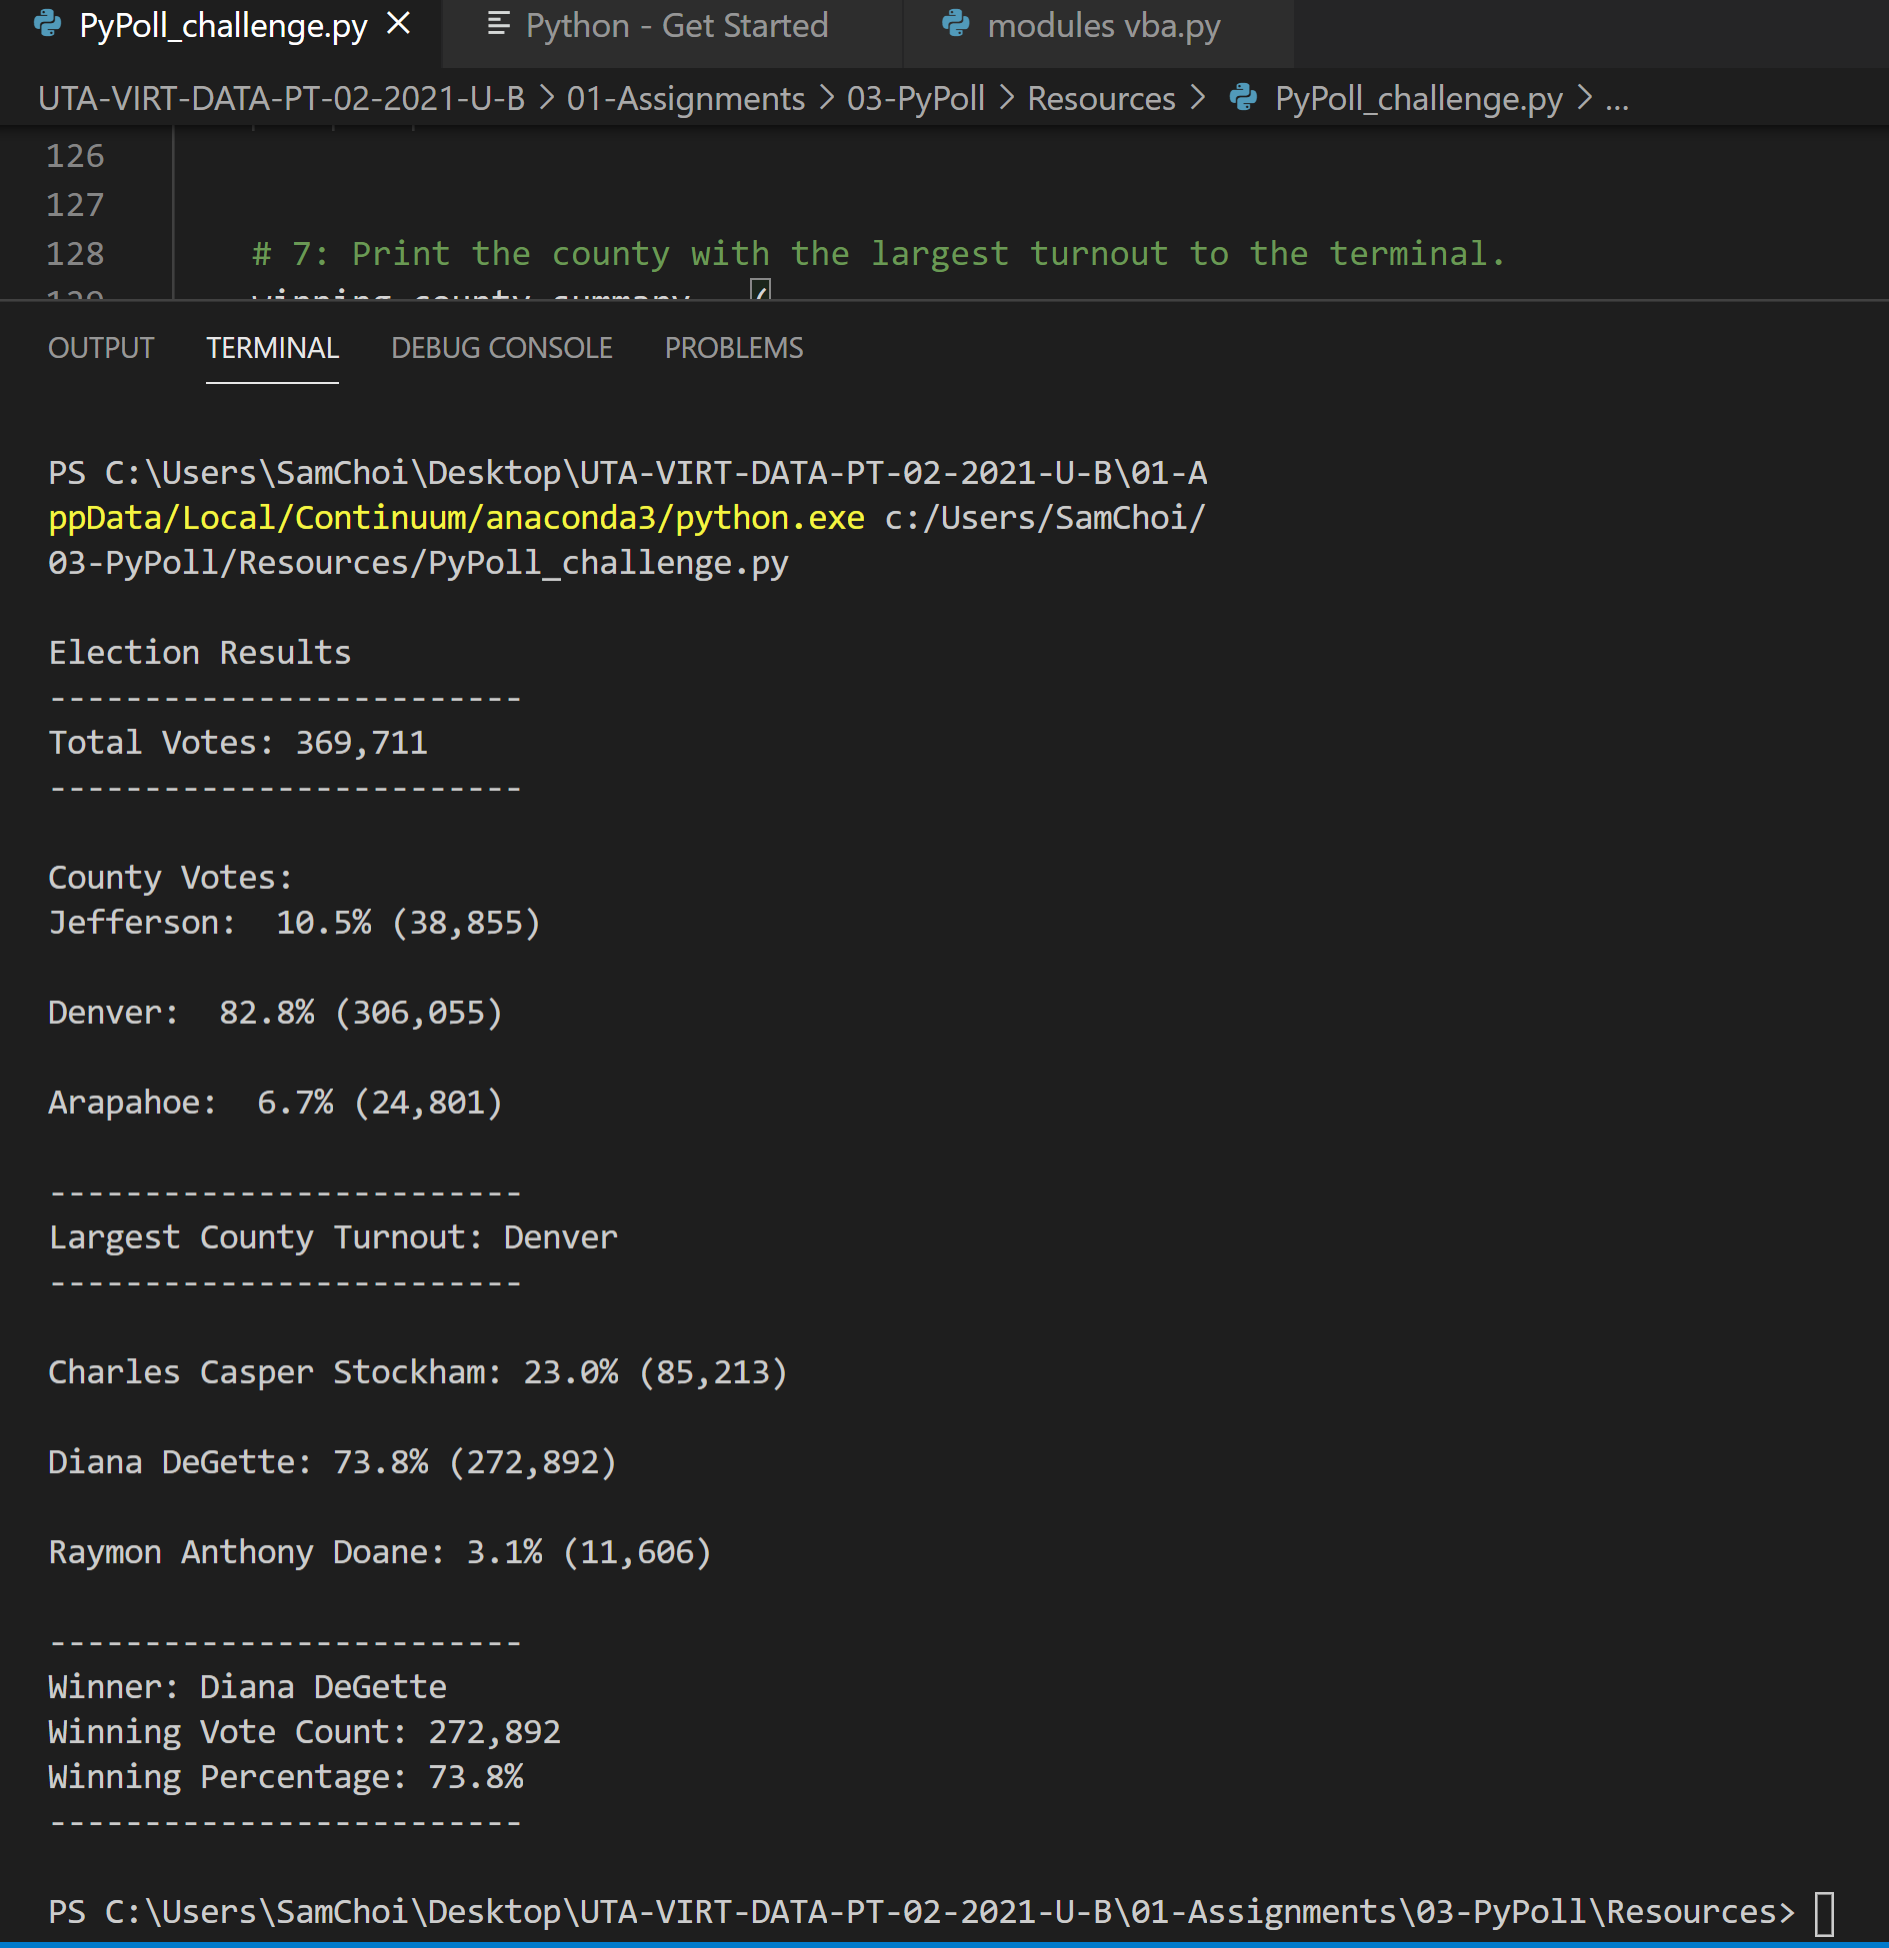 PyPoll_challenge.py Python - Get Started modules vba.py
UTA-VIRT-DATA-PT-02-2021-U-B > 01-Assignments > 03-PyPoll > Resources > PyPoll_challenge.py > ...
126
127
128 # 7: Print the county with the largest turnout to the terminal.
129 winning_county_summary (
OUTPUT TERMINAL DEBUG CONSOLE PROBLEMS
PS C:\Users\SamChoi\Desktop\UTA-VIRT-DATA-PT-02-2021-U-B\01-A
ppData/Local/Continuum/anaconda3/python.exe c:/Users/SamChoi/
03-PyPoll/Resources/PyPoll_challenge.py
Election Results
-------------------------
Total Votes: 369,711
-------------------------
County Votes:
Jefferson:  10.5% (38,855)
Denver:  82.8% (306,055)
Arapahoe:  6.7% (24,801)
-------------------------
Largest County Turnout: Denver
-------------------------
Charles Casper Stockham: 23.0% (85,213)
Diana DeGette: 73.8% (272,892)
Raymon Anthony Doane: 3.1% (11,606)
-------------------------
Winner: Diana DeGette
Winning Vote Count: 272,892
Winning Percentage: 73.8%
-------------------------
PS C:\Users\SamChoi\Desktop\UTA-VIRT-DATA-PT-02-2021-U-B\01-Assignments\03-PyPoll\Resources>